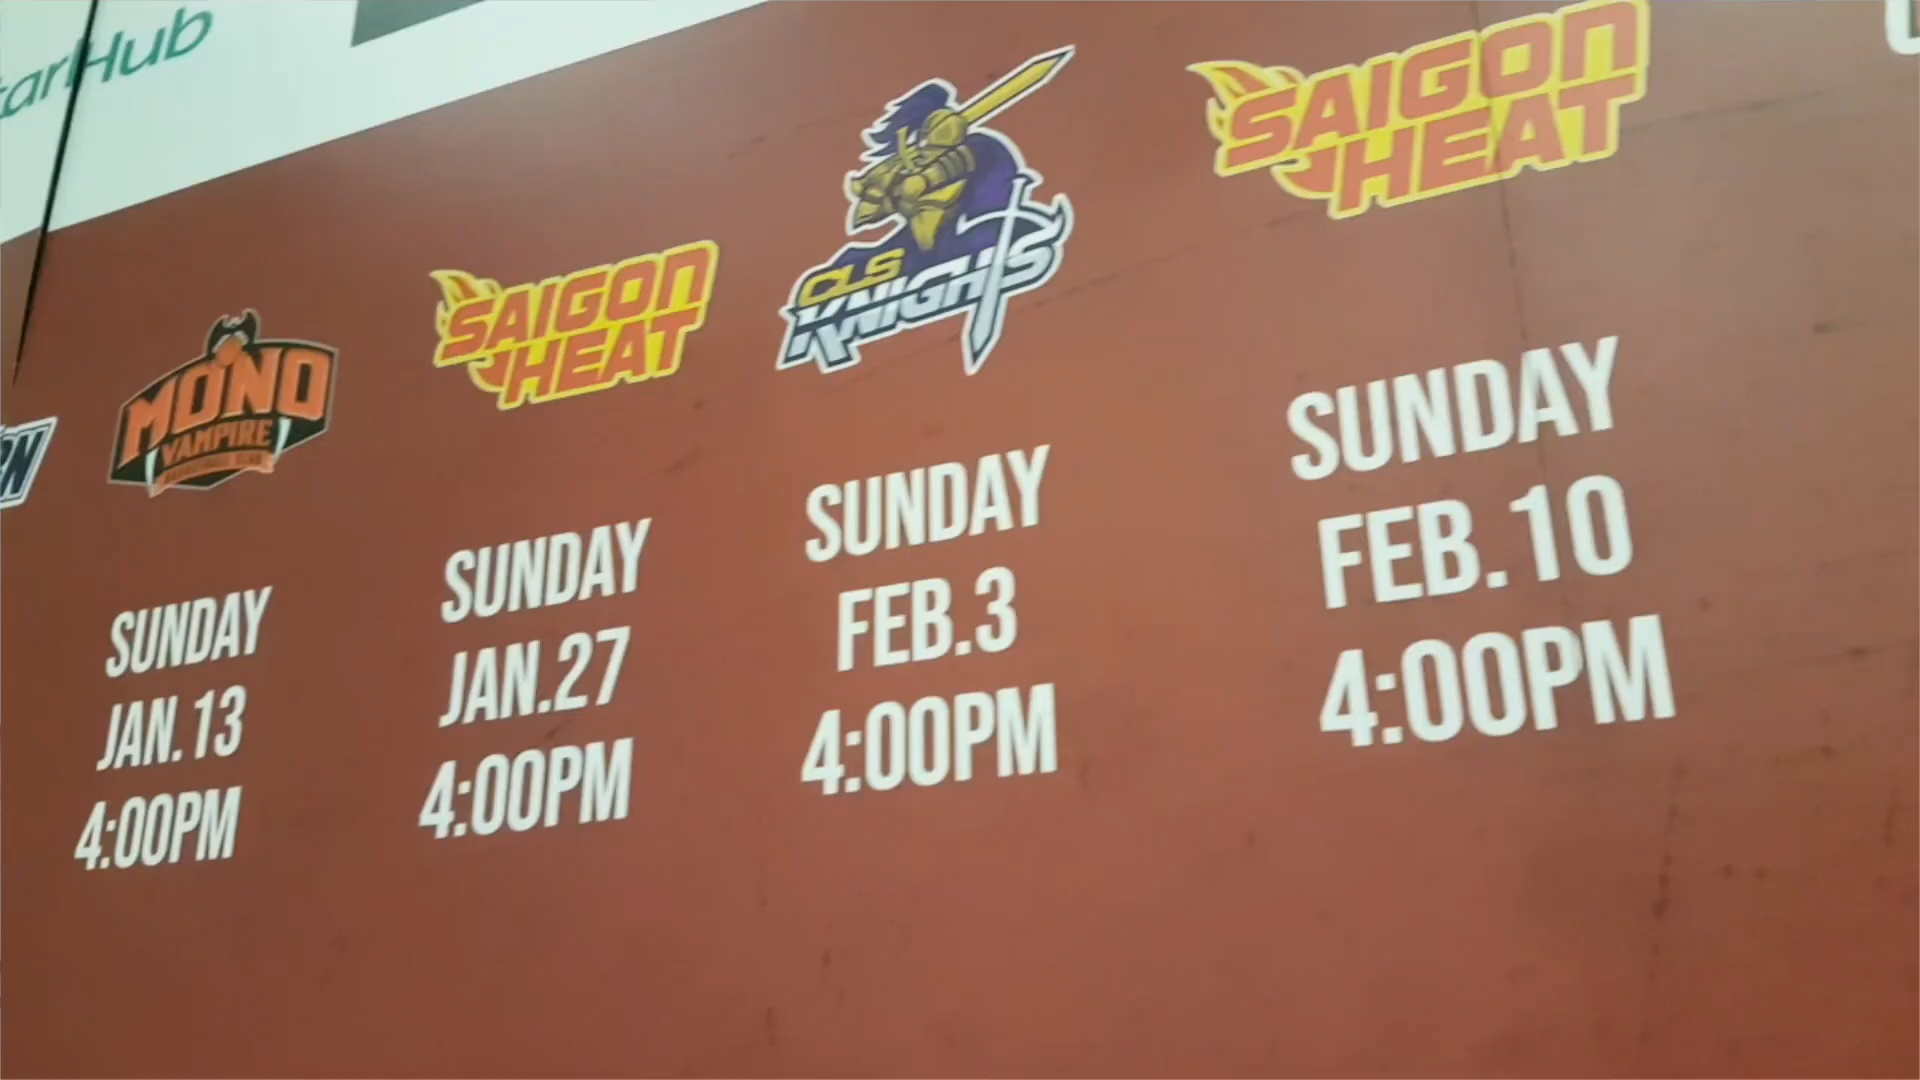 StarHub
MONO
VAMPIRE
SUNDAY
JAN.13
4:00PM
SAIGON
HEAT
SUNDAY
JAN.27
4:00PM
CLS
KNIGHTS
SUNDAY
FEB.3
4:00PM
SAIGON
HEAT
SUNDAY
FEB.10
4:00PM